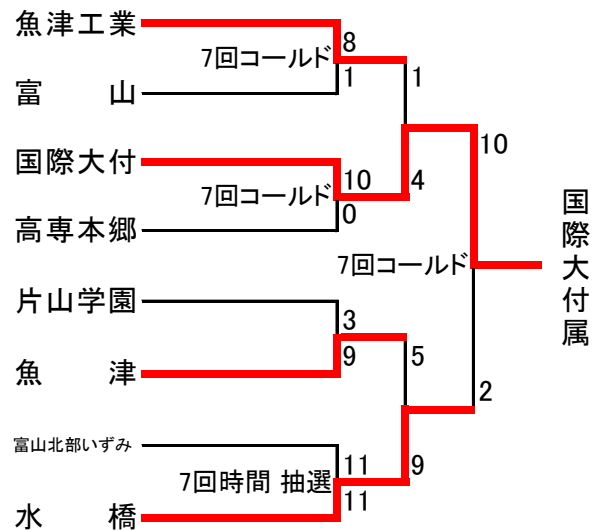 魚津工業
8
7回コールド
1
1
富　　山
10
国際大付
10
7回コールド
4
0
高専本郷
国際大付属
7回コールド
片山学園
3
9
5
魚　　津
2
富山北部いずみ
11
9
7回時間 抽選
11
水　　橋